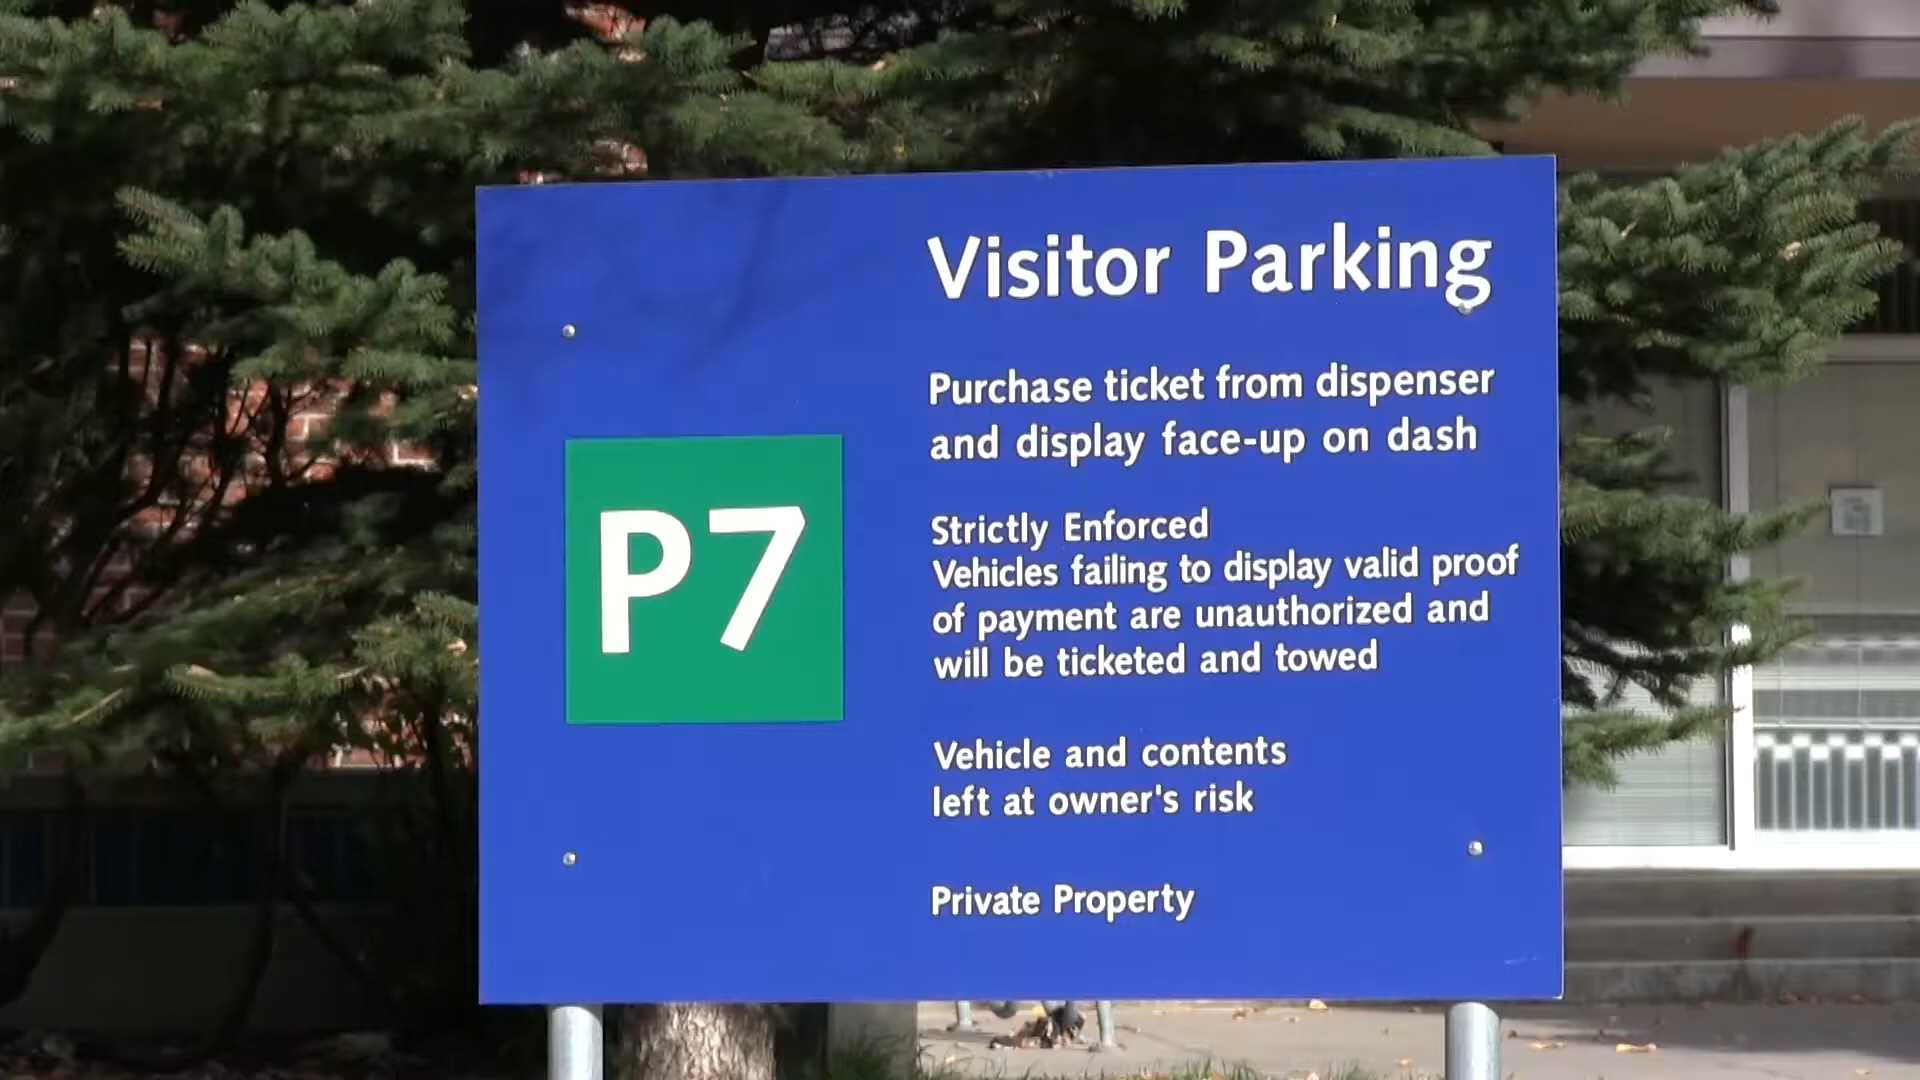 Visitor Parking
Purchase ticket from dispenser
and display face-up on dash
P7
Strictly Enforced
Vehicles failing to display valid proof
of payment are unauthorized and
will be ticketed and towed
Vehicle and contents
left at owner's risk
Private Property